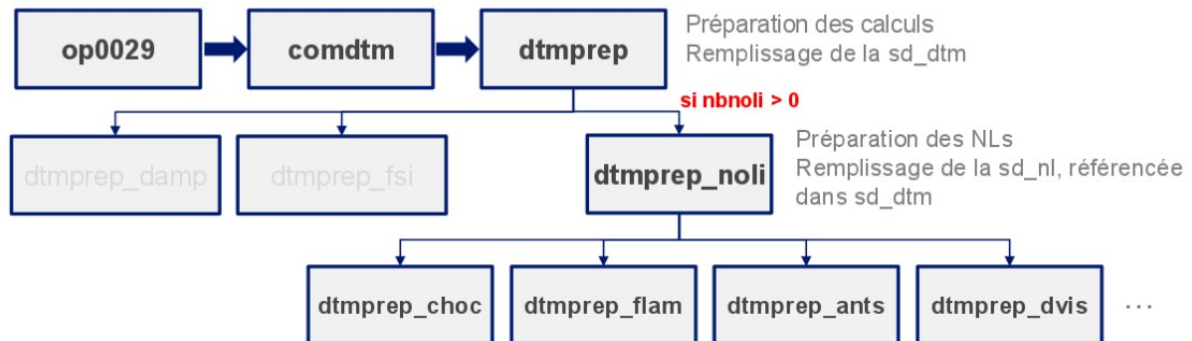 op0029
comdtm
dtmprep
Préparation des calculs
Remplissage de la sd_dtm
si nbnoli > 0
dtmprep_damp
dtmprep_fsi
dtmprep_noli
Préparation des NLs
Remplissage de la sd_nl, référencée
dans sd_dtm
dtmprep_choc
dtmprep_flam
dtmprep_ants
dtmprep_dvis
...